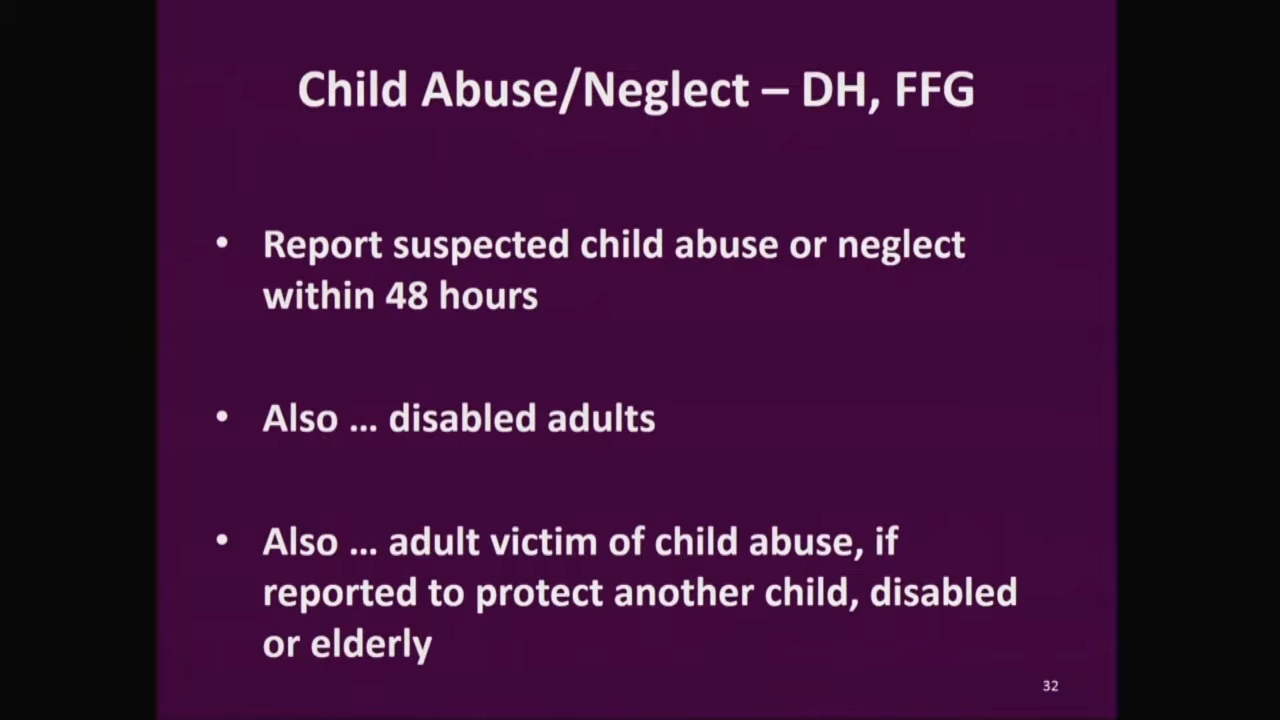 Child Abuse/Neglect – DH, FFG
• Report suspected child abuse or neglect
within 48 hours
• Also ... disabled adults
• Also ... adult victim of child abuse, if
reported to protect another child, disabled
or elderly
32